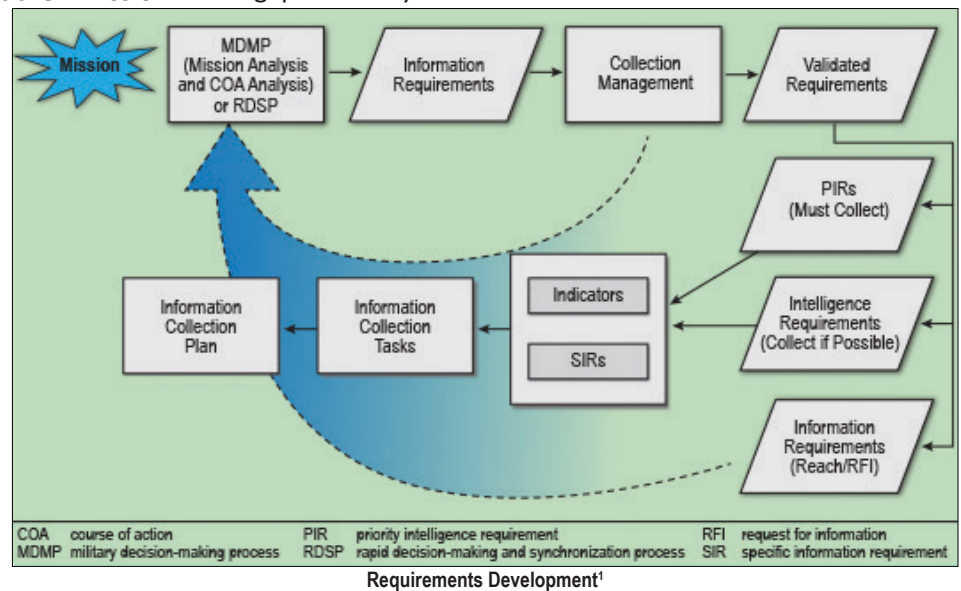 Mission
MDMP
(Mission Analysis
and COA Analysis)
or RDSP
Information
Requirements
Collection
Management
Validated
Requirements
PIRs
(Must Collect)
Indicators
SIRs
Intelligence
Requirements
(Collect if Possible)
Information
Collection
Plan
Information
Collection
Tasks
Information
Requirements
(Reach/RFI)
COA course of action PIR priority intelligence requirement RFI request for information
MDMP military decision-making process RDSP rapid decision-making and synchronization process SIR specific information requirement
Requirements Development¹